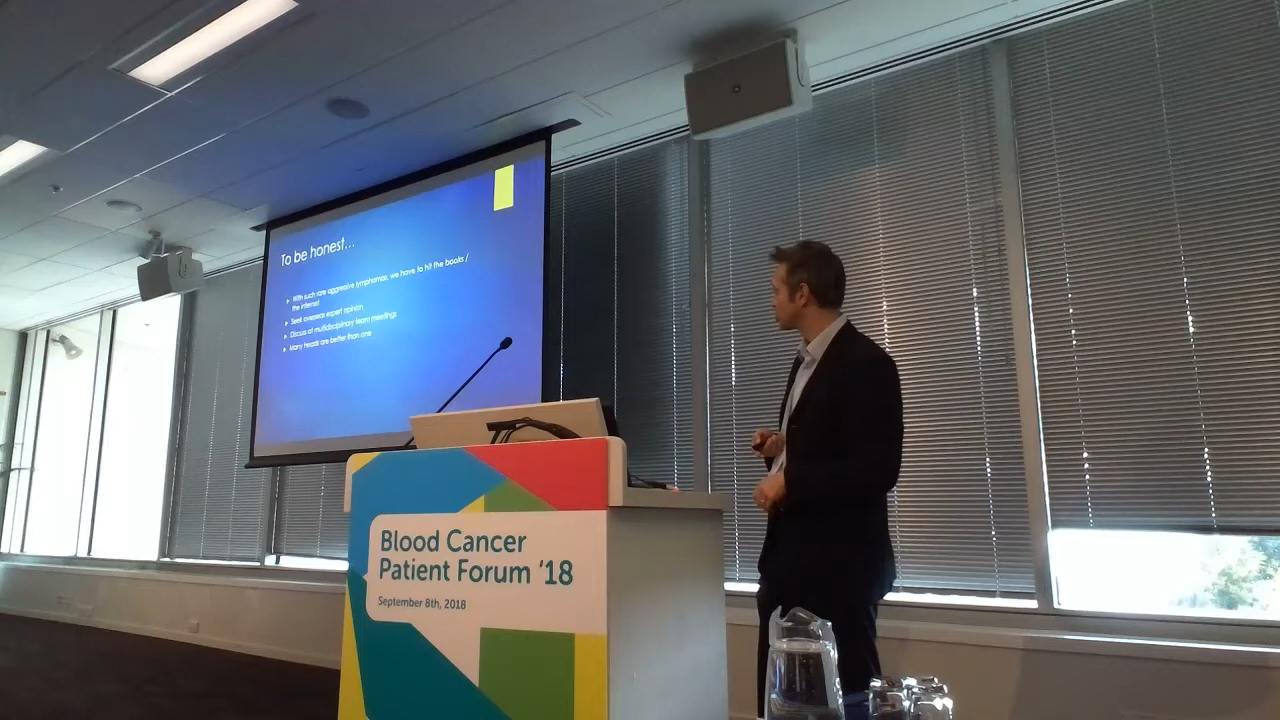 To be honest...
With such rare aggressive lymphomas, we have to hit the books /
the internet
Seek overseas expert opinion
Discuss at multidisciplinary team meetings
Many heads are better than one
Blood Cancer
Patient Forum '18
September 8th, 2018